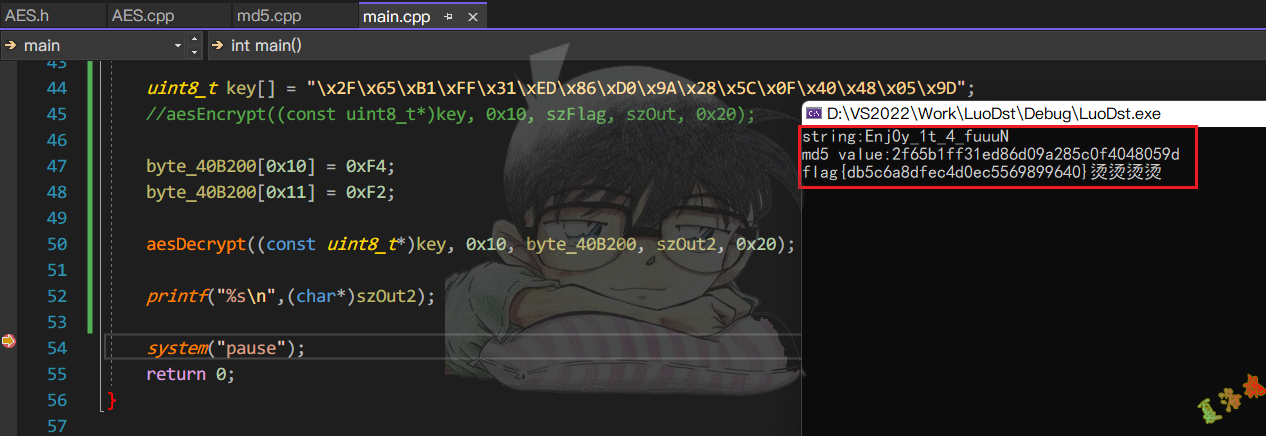 AES.h AES.cpp md5.cpp main.cpp
main int main()
43
44 uint8_t key[] = "\x2F\x65\xB1\xFF\x31\xED\x86\xD0\x9A\x28\x5C\x0F\x40\x48\x05\x9D";
45 //aesEncrypt((const uint8_t*)key, 0x10, szFlag, szOut, 0x20);
46
47 byte_40B200[0x10] = 0xF4;
48 byte_40B200[0x11] = 0xF2;
49
50 aesDecrypt((const uint8_t*)key, 0x10, byte_40B200, szOut2, 0x20);
51
52 printf("%s\n",(char*)szOut2);
53
54 system("pause");
55 return 0;
56 }
57
D:\VS2022\Work\LuoDst\Debug\LuoDst.exe
string:Enj0y_1t_4_fuuuN
md5 value:2f65b1ff31ed86d09a285c0f4048059d
flag{db5c6a8dfec4d0ec5569899640}烫烫烫烫